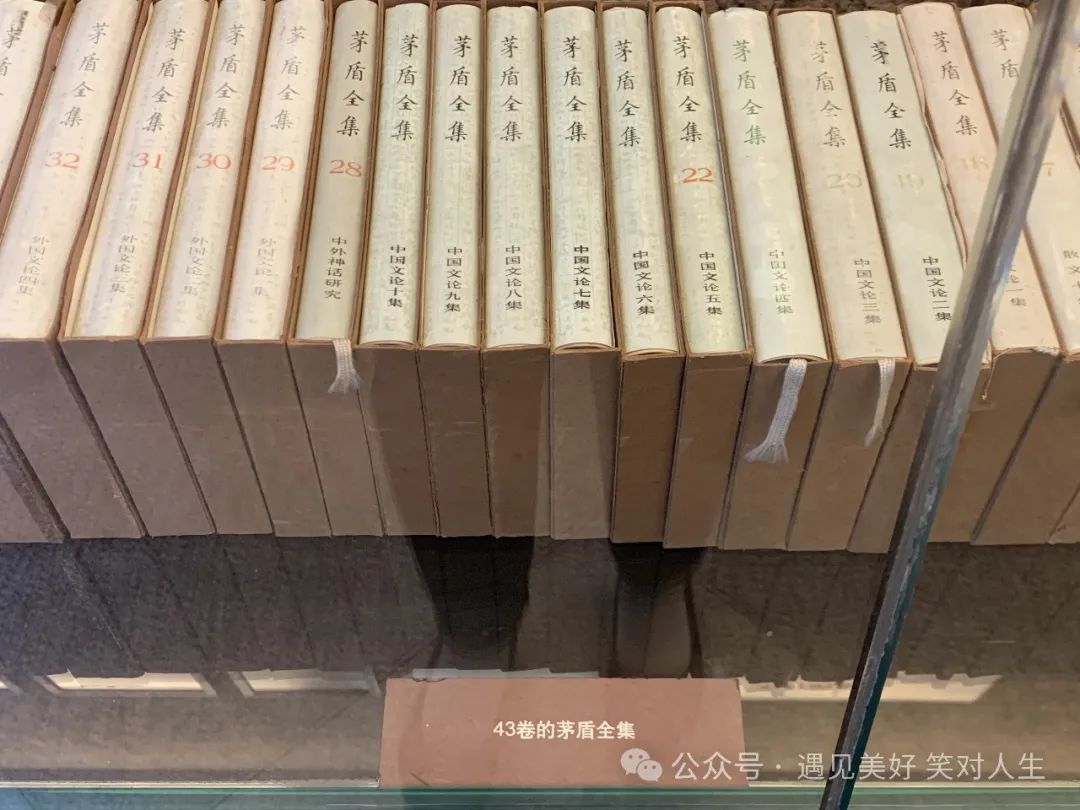 茅盾全集 32 外国文论四集
茅盾全集 31 外国文论三集
茅盾全集 30 外国文论二集
茅盾全集 29 外国文论一集
茅盾全集 28 中外神话研究
茅盾全集 中国文论十集
茅盾全集 中国文论九集
茅盾全集 中国文论八集
茅盾全集 中国文论七集
茅盾全集 中国文论六集
茅盾全集 22 中国文论五集
茅盾全集 中国文论四集
茅盾全集 20 中国文论三集
茅盾全集 19 中国文论二集
茅盾全集 18 文论一集
茅盾 7 散文
43卷的茅盾全集
公众号·遇见美好 笑对人生